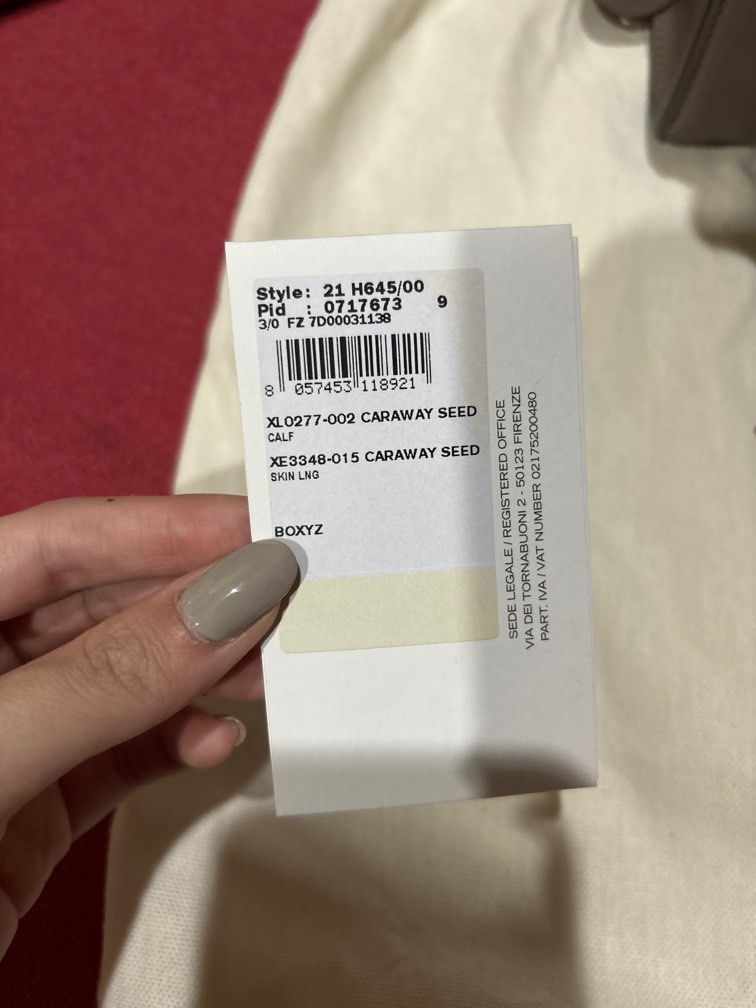 Style: 21 H645/00
Pid : 0717673 9
3/0 FZ 7D00031138
8 057453 118921
XL0277-002 CARAWAY SEED
CALF
XE3348-015 CARAWAY SEED
SKIN LNG
BOXYZ
SEDE LEGALE / REGISTERED OFFICE
VIA DEI TORNABUONI 2 - 50123 FIRENZE
PART. IVA / VAT NUMBER 02175200480